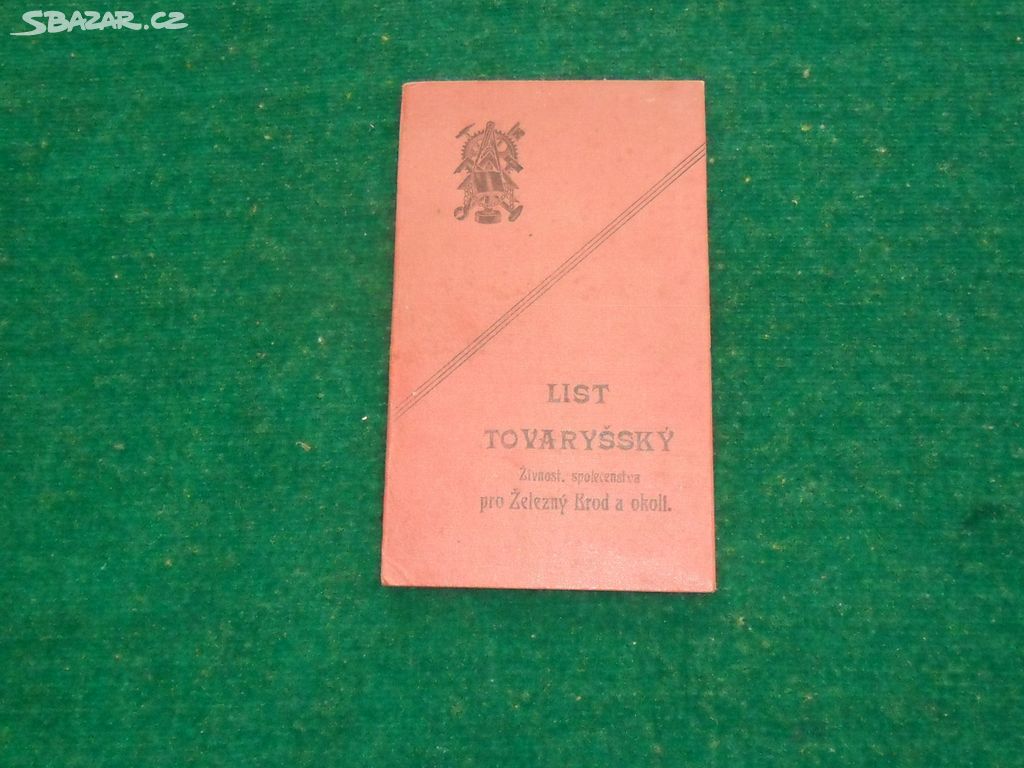 SBAZAR.CZ
LIST
TOVARYŠSKÝ
Živnost. společenstva
pro Železný Brod a okolí.